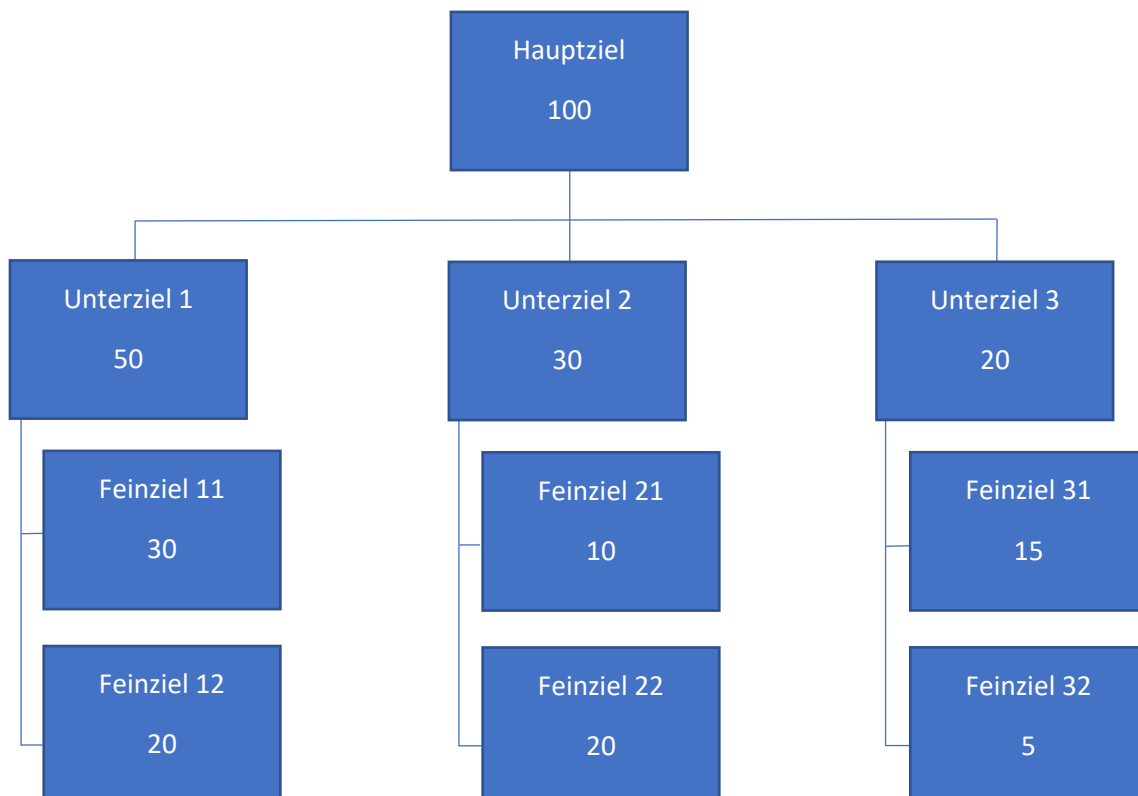 Hauptziel
100
Unterziel 1
50
Unterziel 2
30
Unterziel 3
20
Feinziel 11
30
Feinziel 21
10
Feinziel 31
15
Feinziel 12
20
Feinziel 22
20
Feinziel 32
5